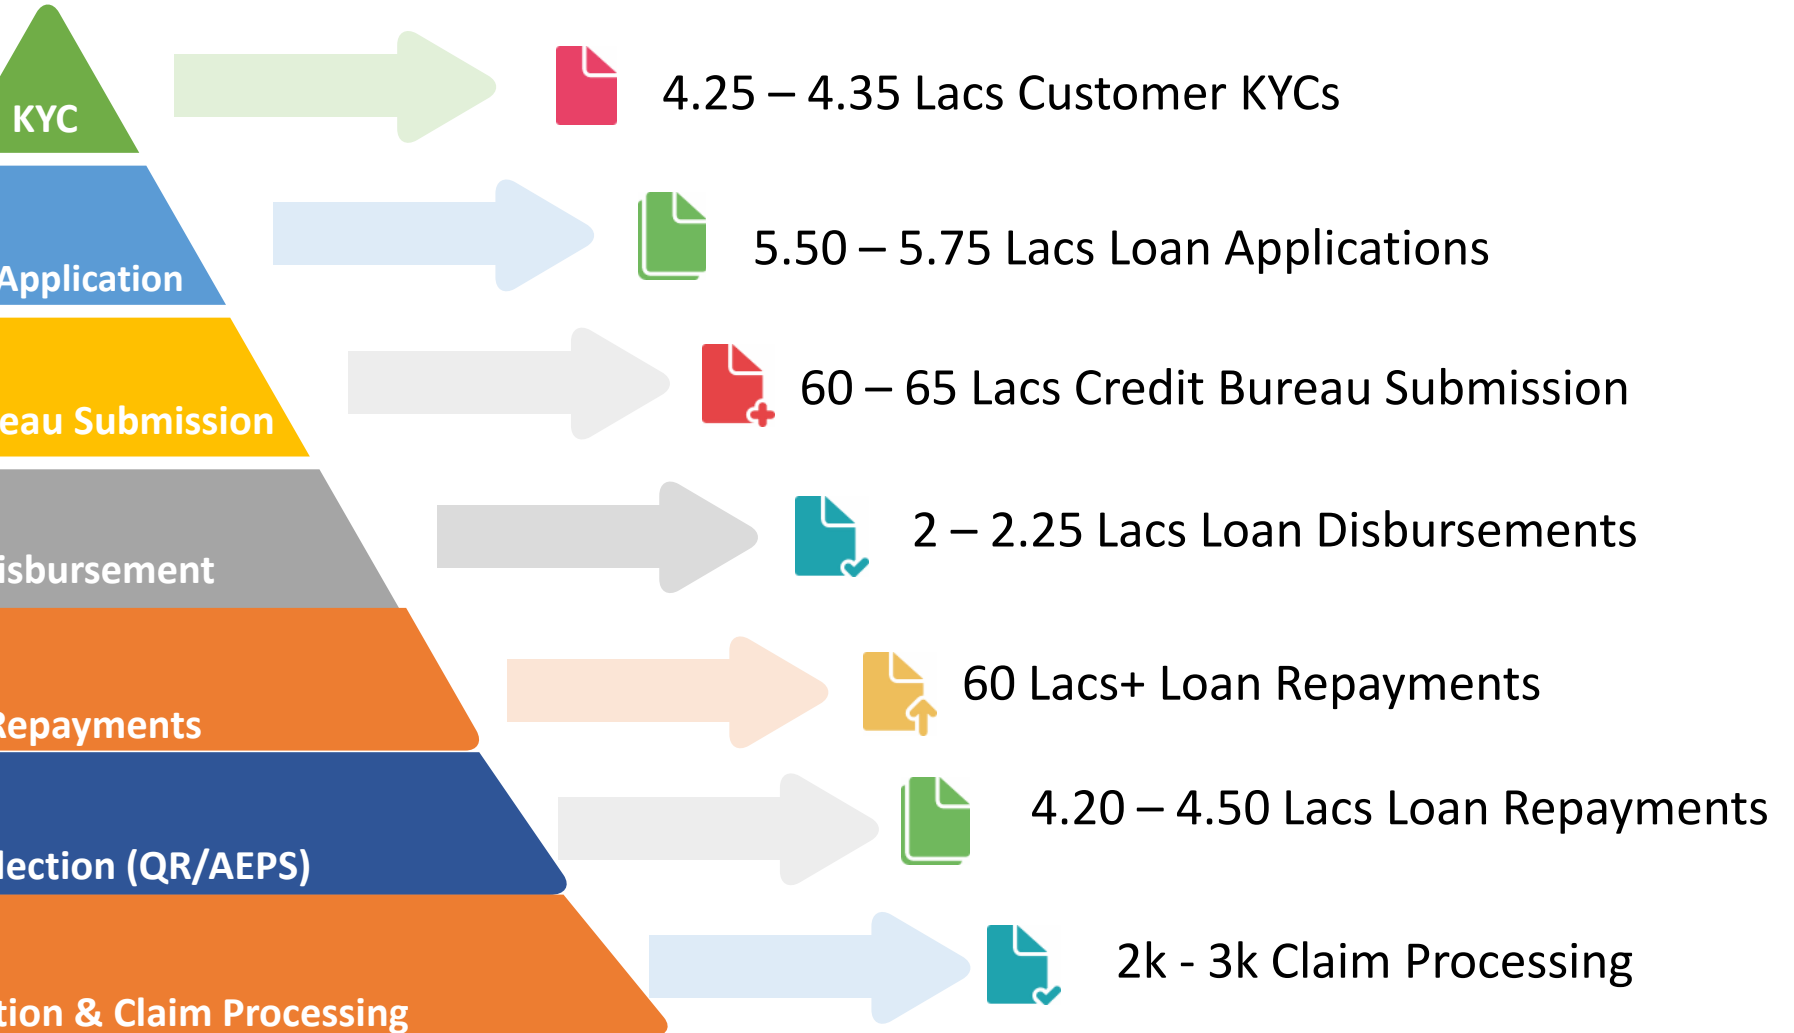 KYC
4.25 – 4.35 Lacs Customer KYCs
Application
5.50 – 5.75 Lacs Loan Applications
eau Submission
60 – 65 Lacs Credit Bureau Submission
isbursement
2 – 2.25 Lacs Loan Disbursements
Repayments
60 Lacs+ Loan Repayments
lection (QR/AEPS)
4.20 – 4.50 Lacs Loan Repayments
tion & Claim Processing
2k - 3k Claim Processing